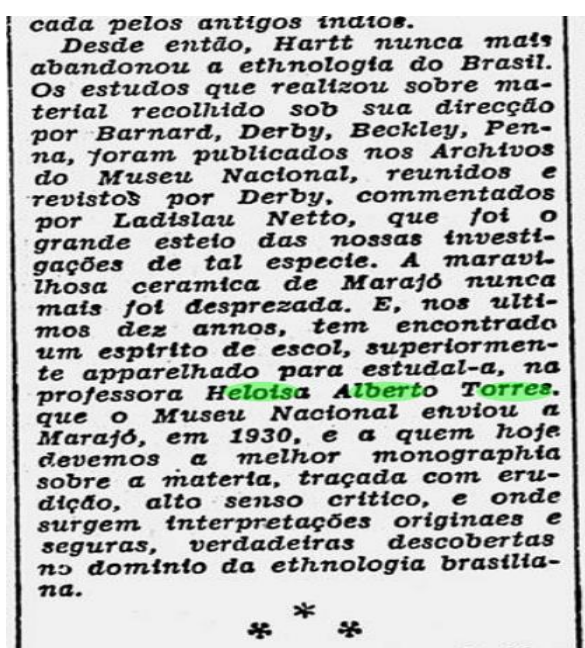 cada pelos antigos indios.
Desde então, Hartt nunca mais
abandonou a ethnologia do Brasil.
Os estudos que realizou sobre ma-
terial recolhido sob sua direcção
por Barnard, Derby, Beckley, Pen-
na, foram publicados nos Archivos
do Museu Nacional, reunidos e
revistos por Derby, commentados
por Ladislau Netto, que foi o
grande esteio das nossas investi-
gações de tal especie. A maravi-
lhosa ceramica de Marajó nunca
mais foi desprezada. E, nos ulti-
mos dez annos, tem encontrado
um espirito de escol, superiormen-
te apparelhado para estudal-a, na
professora Heloisa Alberto Torres,
que o Museu Nacional enviou a
Marajó, em 1930, e a quem hoje
devemos a melhor monographia
sobre a materia, traçada com eru-
dição, alto senso critico, e onde
surgem interpretações originaes e
seguras, verdadeiras descobertas
no dominio da ethnologia brasilia-
na.
* * *